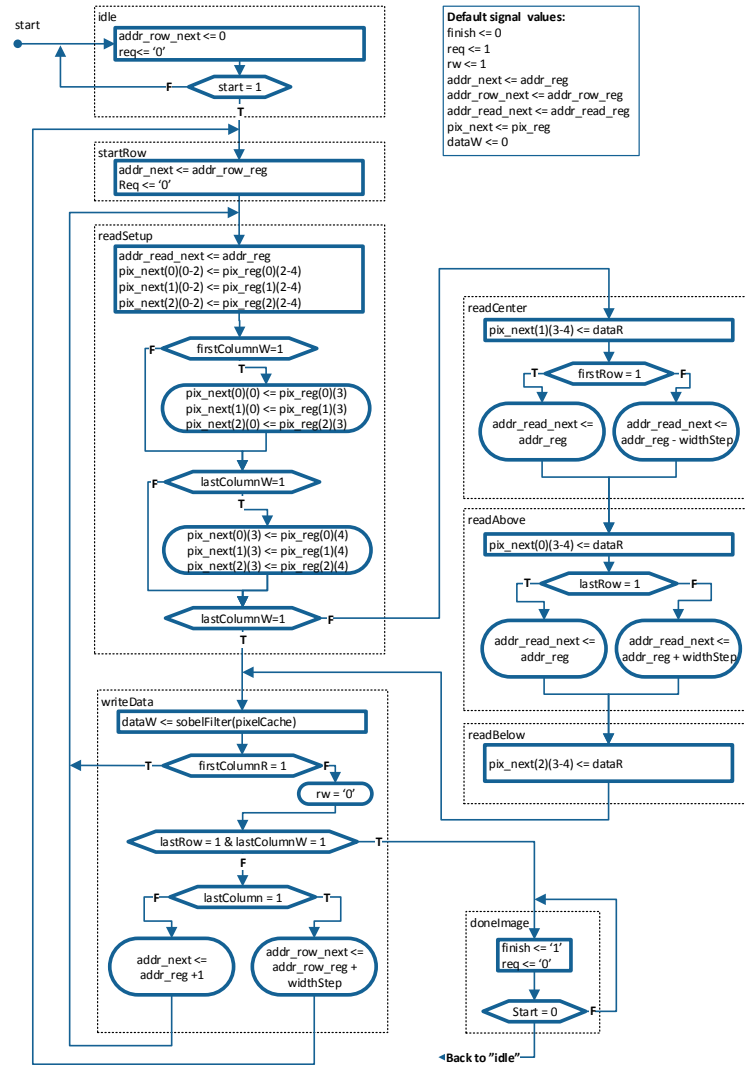 start
idle
addr_row_next <= 0
req<= ‘0’
start = 1
F
T
Default signal values:
finish <= 0
req <= 1
rw <= 1
addr_next <= addr_reg
addr_row_next <= addr_row_reg
addr_read_next <= addr_read_reg
pix_next <= pix_reg
dataW <= 0
startRow
addr_next <= addr_row_reg
Req <= ‘0’
readSetup
addr_read_next <= addr_reg
pix_next(0)(0-2) <= pix_reg(0)(2-4)
pix_next(1)(0-2) <= pix_reg(1)(2-4)
pix_next(2)(0-2) <= pix_reg(2)(2-4)
F
firstColumnW=1
T
pix_next(0)(0) <= pix_reg(0)(3)
pix_next(1)(0) <= pix_reg(1)(3)
pix_next(2)(0) <= pix_reg(2)(3)
F
lastColumnW=1
T
pix_next(0)(3) <= pix_reg(0)(4)
pix_next(1)(3) <= pix_reg(1)(4)
pix_next(2)(3) <= pix_reg(2)(4)
lastColumnW=1
F
T
readCenter
pix_next(1)(3-4) <= dataR
T
firstRow = 1
F
addr_read_next <=
addr_reg
addr_read_next <=
addr_reg - widthStep
readAbove
pix_next(0)(3-4) <= dataR
T
lastRow = 1
F
addr_read_next <=
addr_reg
addr_read_next <=
addr_reg + widthStep
readBelow
pix_next(2)(3-4) <= dataR
writeData
dataW <= sobelFilter(pixelCache)
T
firstColumnR = 1
F
rw = ‘0’
lastRow = 1 & lastColumnW = 1
T
F
F
lastColumn = 1
T
addr_next <=
addr_reg +1
addr_row_next <=
addr_row_reg +
widthStep
doneImage
finish <= ‘1’
req <= ‘0’
Start = 0
F
Back to ”idle”